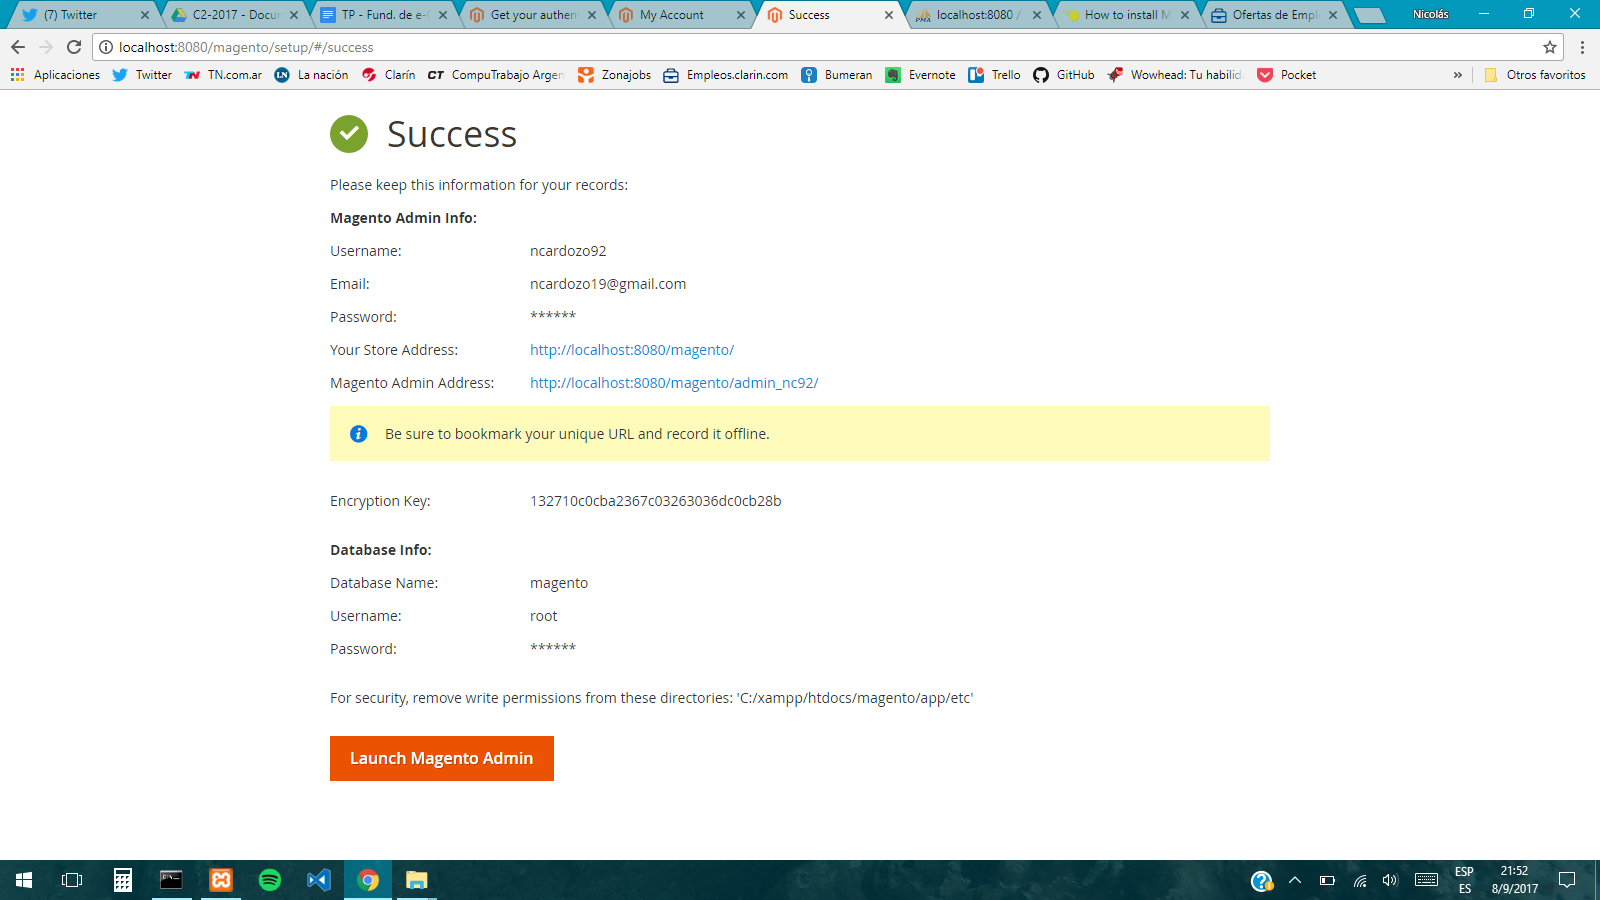 (7) Twitter
C2-2017 - Docu
TP - Fund. de e-
Get your authen
My Account
Success
localhost:8080 /
How to install M
Ofertas de Emple
Nicolás
localhost:8080/magento/setup/#/success
Aplicaciones
Twitter
TN.com.ar
La nación
Clarín
CompuTrabajo Argen
Zonajobs
Empleos.clarin.com
Bumeran
Evernote
Trello
GitHub
Wowhead: Tu habilid
Pocket
»
Otros favoritos
Success
Please keep this information for your records:
Magento Admin Info:
Username: ncardozo92
Email: ncardozo19@gmail.com
Password: ******
Your Store Address: http://localhost:8080/magento/
Magento Admin Address: http://localhost:8080/magento/admin_nc92/
Be sure to bookmark your unique URL and record it offline.
Encryption Key: 132710c0cba2367c03263036dc0cb28b
Database Info:
Database Name: magento
Username: root
Password: ******
For security, remove write permissions from these directories: 'C:/xampp/htdocs/magento/app/etc'
Launch Magento Admin
ESP
ES
21:52
8/9/2017